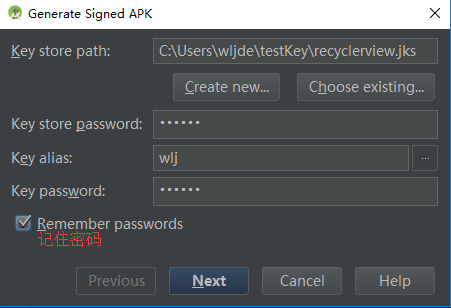 Generate Signed APK
Key store path: C:\Users\wljde\testKey\recyclerview.jks
Create new... Choose existing...
Key store password: ••••••
Key alias: wlj ...
Key password: ••••••
Remember passwords
记住密码
Previous Next Cancel Help